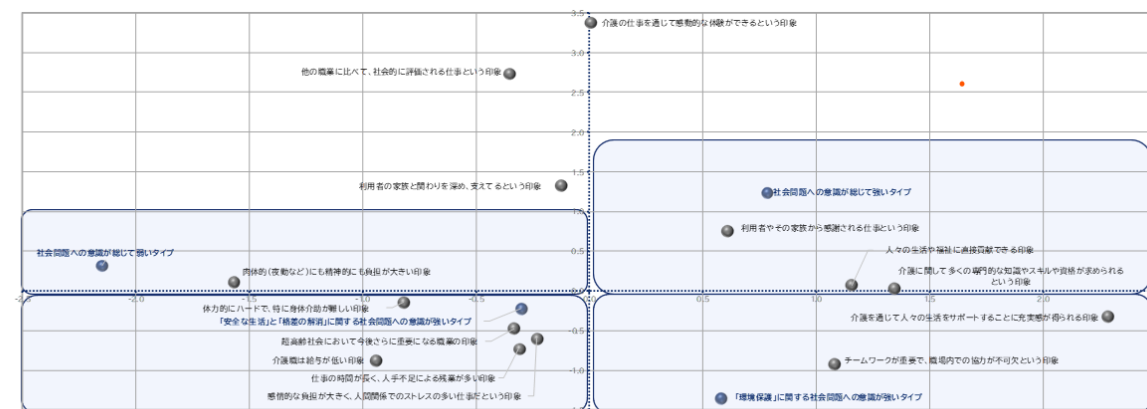 3.5
介護の仕事を通じて感動的な体験ができるという印象
3.0
他の職業に比べて、社会的に評価される仕事という印象
2.5
2.0
1.5
利用者の家族と関わりを深め、支えてるという印象
社会問題への意識が総じて強いタイプ
1.0
利用者やその家族から感謝される仕事という印象
社会問題への意識が総じて弱いタイプ
人々の生活や福祉に直接貢献できる印象
0.5
肉体的(夜勤など)にも精神的にも負担が大きい印象
介護に関して多くの専門的な知識やスキルや資格が求められる
という印象
-2.5
-2.0
-1.5
-1.0
-0.5
0.0
0.5
1.0
1.5
2.0
体力的にハードで、特に身体介助が難しい印象
「安全な生活」と「格差の解消」に関する社会問題への意識が強いタイプ
介護を通じて人々の生活をサポートすることに充実感が得られる印象
-0.5
超高齢社会において今後さらに重要になる職業の印象
介護職は給与が低い印象
チームワークが重要で、職場内での協力が不可欠という印象
仕事の時間が長く、人手不足による残業が多い印象
-1.0
感情的な負担が大きく、人間関係でのストレスの多い仕事だという印象
「環境保護」に関する社会問題への意識が強いタイプ